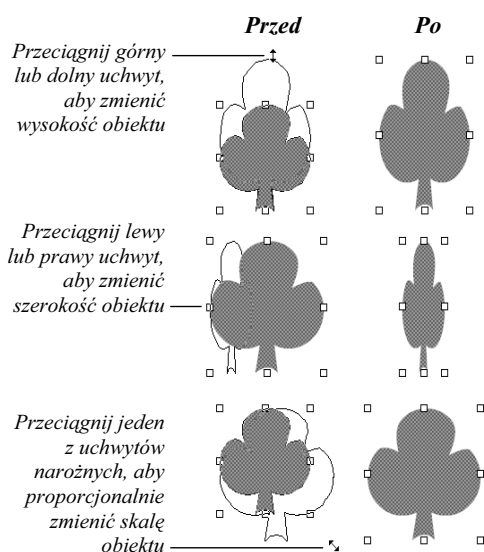 Przed
Po
Przeciągnij górny
lub dolny uchwyt,
aby zmienić
wysokość obiektu
Przeciągnij lewy
lub prawy uchwyt,
aby zmienić
szerokość obiektu
Przeciągnij jeden
z uchwytów
narożnych, aby
proporcjonalnie
zmienić skalę
obiektu